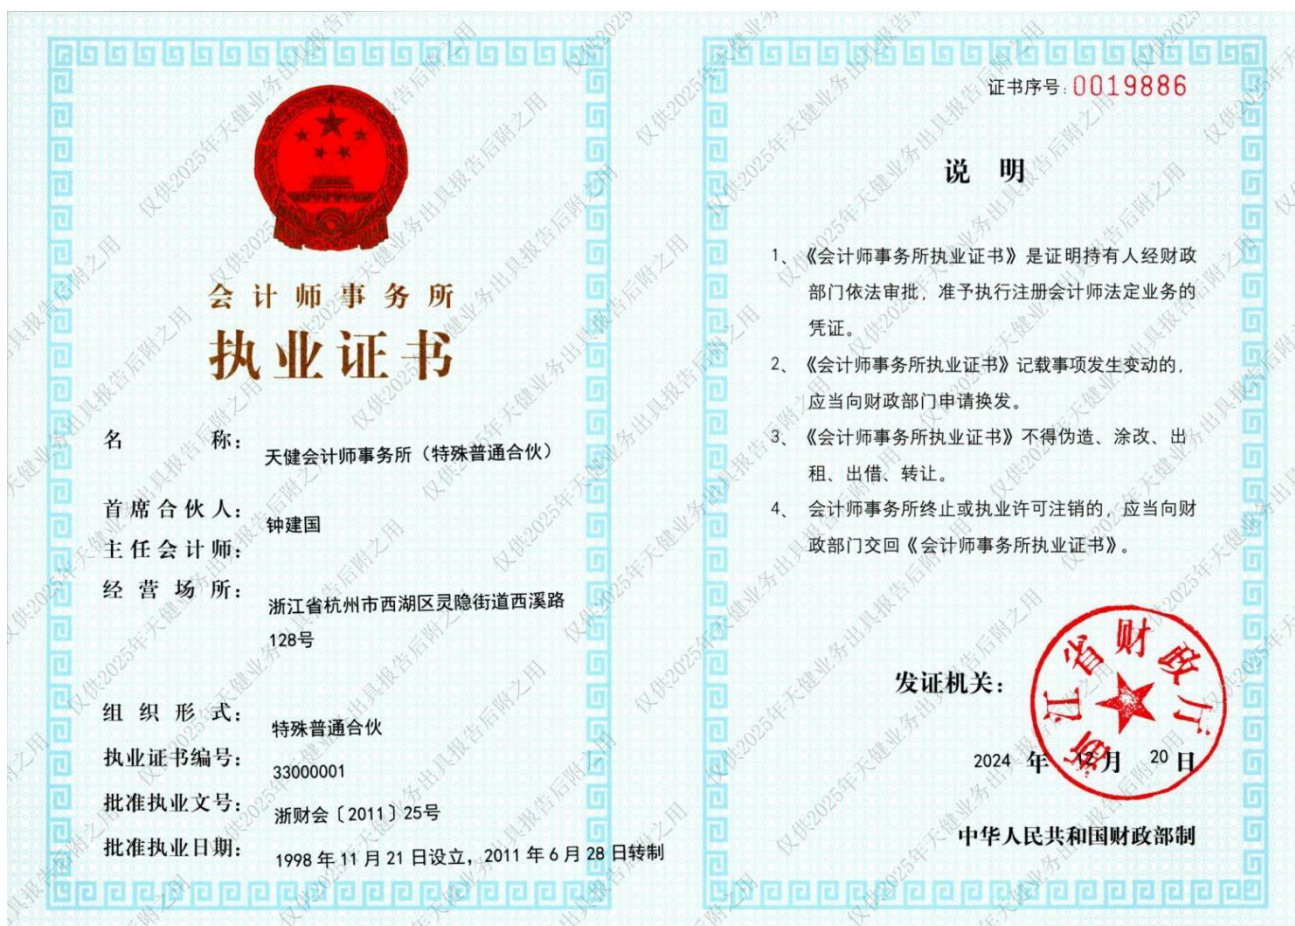 会计师事务所
执业证书
名称：天健会计师事务所（特殊普通合伙）
首席合伙人：钟建国
主任会计师：
经营场所：浙江省杭州市西湖区灵隐街道西溪路
128号
组织形式：特殊普通合伙
执业证书编号：33000001
批准执业文号：浙财会〔2011〕25号
批准执业日期：1998年11月21日设立，2011年6月28日转制
证书序号：0019886
说明
1、《会计师事务所执业证书》是证明持有人经财政
部门依法审批，准予执行注册会计师法定业务的
凭证。
2、《会计师事务所执业证书》记载事项发生变动的，
应当向财政部门申请换发。
3、《会计师事务所执业证书》不得伪造、涂改、出
租、出借、转让。
4、会计师事务所终止或执业许可注销的，应当向财
政部门交回《会计师事务所执业证书》。
发证机关：
浙江省财政厅
2024年12月20日
中华人民共和国财政部制
仅供2025年天健业务出具报告后附之用